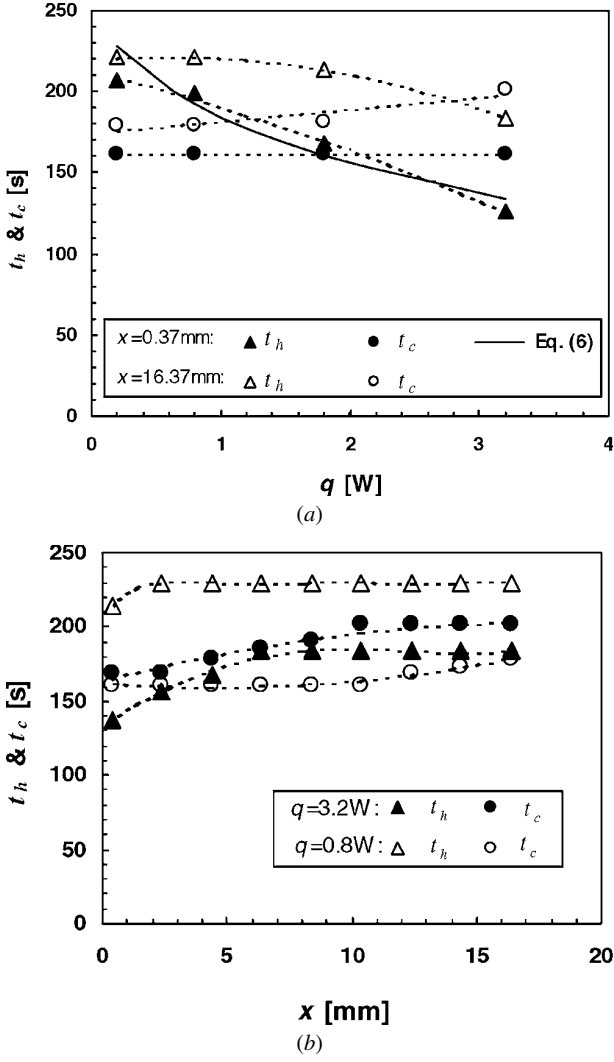 250
200
150
100
50
0
t_h & t_c [s]
x=0.37mm: t_h t_c Eq. (6)
x=16.37mm: t_h t_c
0 1 2 3 4
q [W]
(a)
250
200
150
100
50
0
t_h & t_c [s]
q=3.2W: t_h t_c
q=0.8W: t_h t_c
0 5 10 15 20
x [mm]
(b)